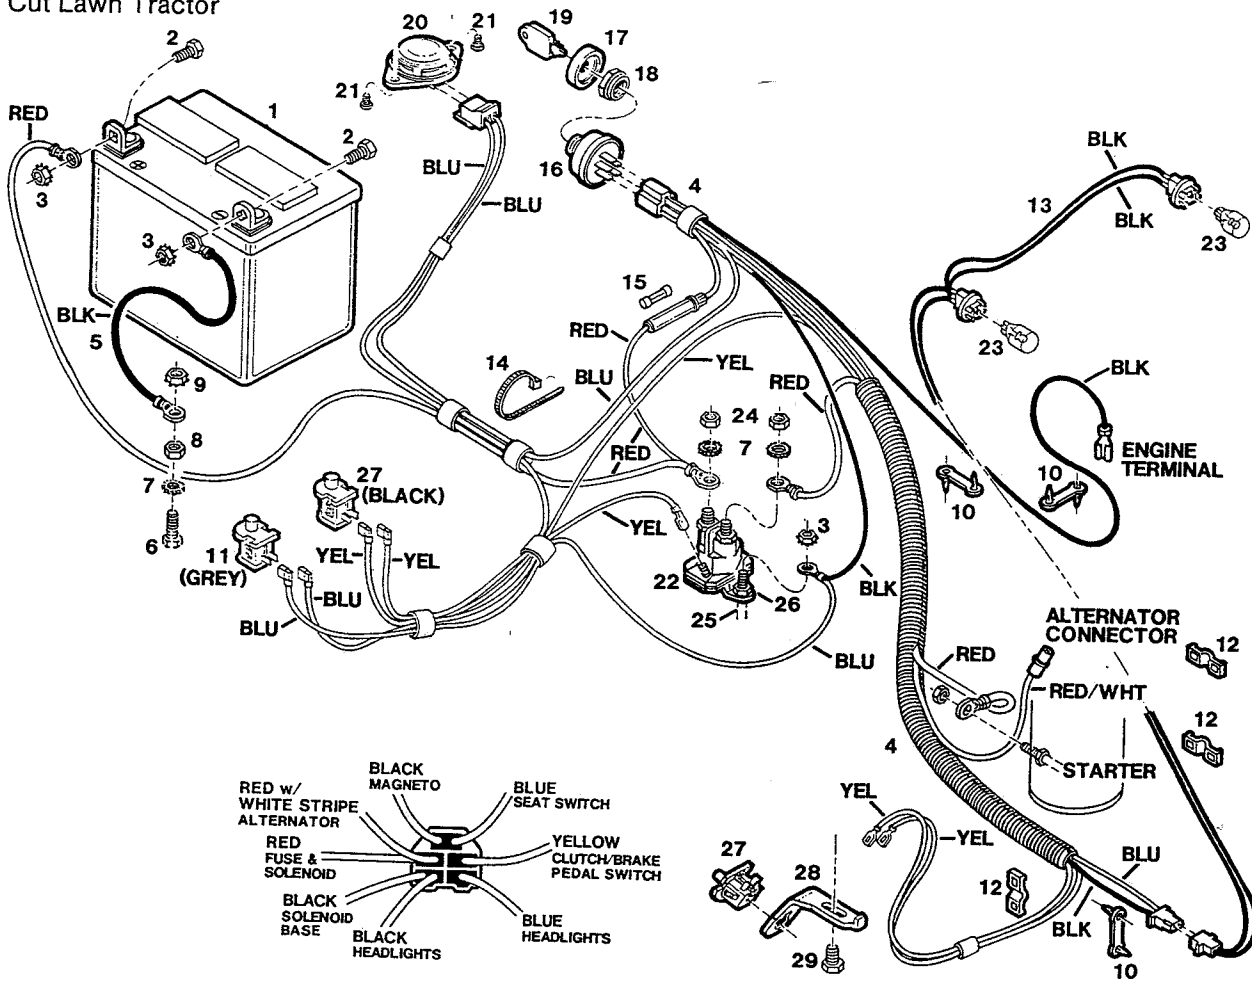 Cut Lawn Tractor
20
21
19
17
2
18
21
1
RED
2
BLU
16
4
BLK
3
BLU
13
BLK
23
3
15
BLK
5
RED
23
9
14
YEL
BLK
BLU
RED
24
8
RED
7
ENGINE
TERMINAL
27
(BLACK)
RED
10
7
10
YEL
3
6
11
(GREY)
YEL
YEL
22
BLU
26
BLK
25
BLU
ALTERNATOR
CONNECTOR
12
BLU
RED
RED/WHT
12
4
STARTER
BLACK
MAGNETO
RED w/
WHITE STRIPE
ALTERNATOR
BLUE
SEAT SWITCH
YEL
RED
FUSE &
SOLENOID
YELLOW
CLUTCH/BRAKE
PEDAL SWITCH
YEL
27
28
BLU
12
BLACK
SOLENOID
BASE
BLUE
HEADLIGHTS
BLACK
HEADLIGHTS
BLK
29
10